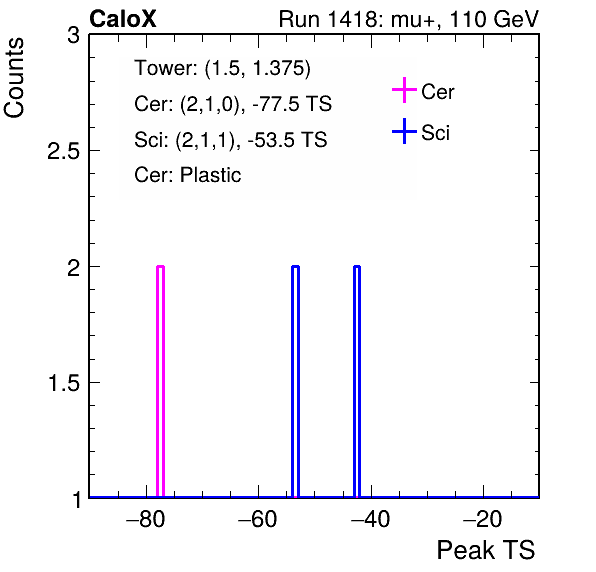 CaloX Run 1418: mu+, 110 GeV
Counts
3
2.5
2
1.5
1
Tower: (1.5, 1.375)
Cer: (2,1,0), -77.5 TS
Sci: (2,1,1), -53.5 TS
Cer: Plastic
Cer
Sci
−80 −60 −40 −20
Peak TS